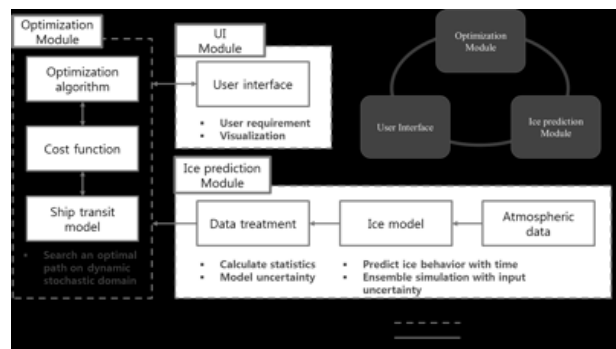 Optimization
Module
Optimization
algorithm
Cost function
Ship transit
model
• Search an optimal
path on dynamic
stochastic domain
UI
Module
User interface
• User requirement
• Visualization
Optimization
Module
User Interface
Ice prediction
Module
Ice prediction
Module
Data treatment
Ice model
Atmospheric
data
• Calculate statistics
• Model uncertainty
• Predict ice behavior with time
• Ensemble simulation with input
uncertainty